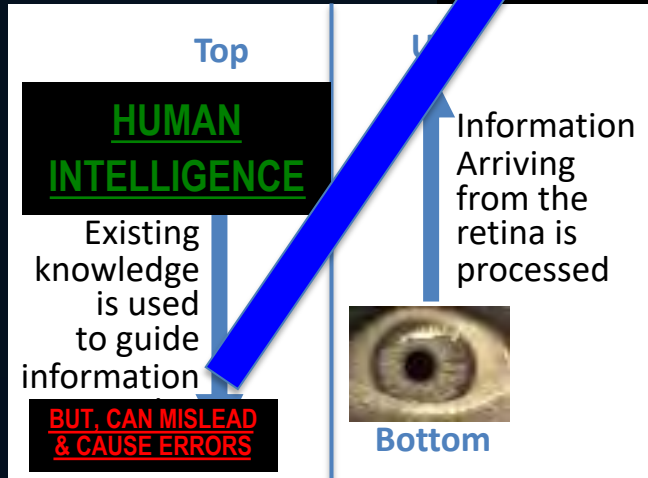 Top
HUMAN
INTELLIGENCE
Existing
knowledge
is used
to guide
information
BUT, CAN MISLEAD
& CAUSE ERRORS
Information
Arriving
from the
retina is
processed
Bottom